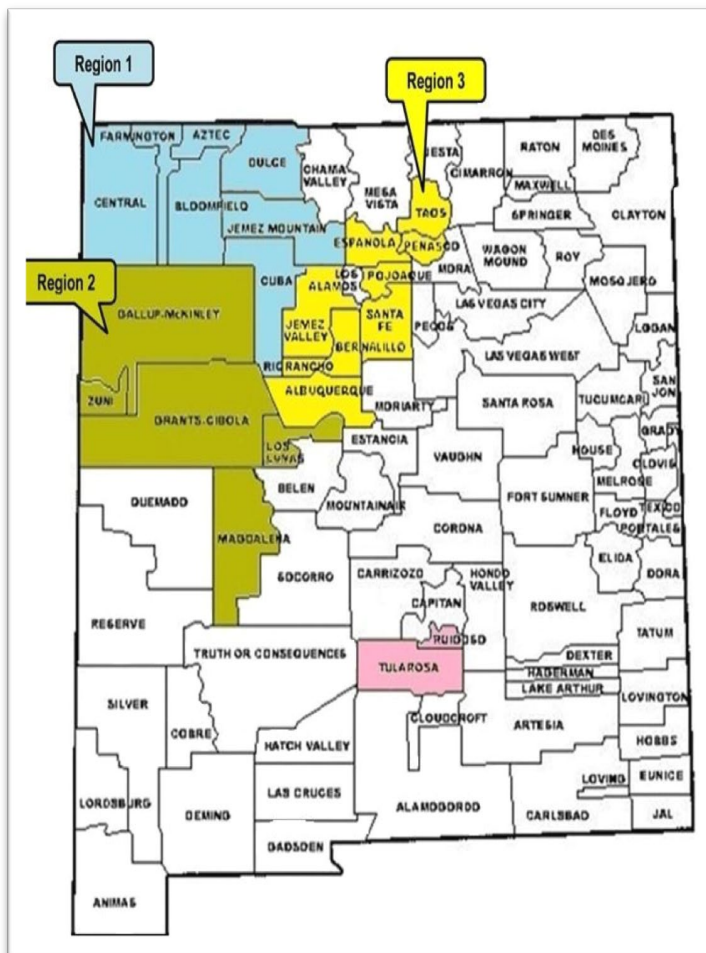 Region 1
Region 3
Region 2
FARMINGTON
AZTEC
DULCE
CHAMA
VALLEY
MESA
VISTA
CIMARRON
RATON
DES
MOINES
MAXWELL
CENTRAL
BLOOMFIELD
TAOS
SPRINGER
CLAYTON
JEMEZ MOUNTAIN
ESPANOLA
PENASCO
WAGON
MOUND
ROY
MORA
LOS
ALAMOS
POJOAQUE
MOSQUERO
CUBA
GALLUP-McKINLEY
LAS VEGAS CITY
JEMEZ
VALLEY
SANTA
FE
PECOS
LOGAN
BERNALILLO
LAS VEGAS WEST
RIO RANCHO
SAN
JON
ALBUQUERQUE
ZUNI
MORIARTY
SANTA ROSA
TUCUMCARI
GRANTS-CIBOLA
LOS
LUNAS
ESTANCIA
VAUGHN
HOUSE
GRADY
CLOVIS
BELEN
MELROSE
QUEMADO
MOUNTAINAIR
FORT SUMNER
FLOYD
TEXICO
PORTALES
CORONA
MAGDALENA
ELIDA
DORA
SOCORRO
CARRIZOZO
HONDO
VALLEY
CAPITAN
ROSWELL
RESERVE
RUIDOSO
TATUM
TRUTH OR CONSEQUENCES
TULAROSA
DEXTER
HAGERMAN
LAKE ARTHUR
SILVER
LOVINGTON
CLOUDCROFT
ARTESIA
COBRE
HATCH VALLEY
HOBBS
LOVING
EUNICE
LAS CRUCES
LORDSBURG
DEMING
ALAMOGORDO
CARLSBAD
JAL
GADSDEN
ANIMAS